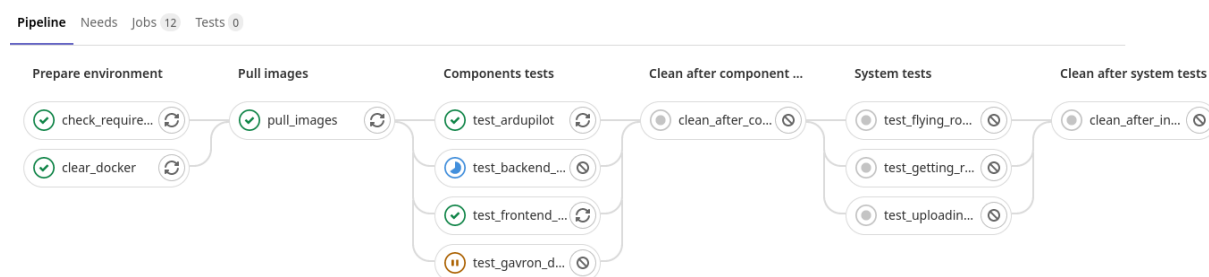 Pipeline Needs Jobs 12 Tests 0
Prepare environment Pull images Components tests Clean after component ... System tests Clean after system tests
check_require... pull_images test_ardupilot clean_after_co... test_flying_ro... clean_after_in...
clear_docker test_backend_... test_getting_r...
test_frontend_... test_uploadin...
test_gavron_d...